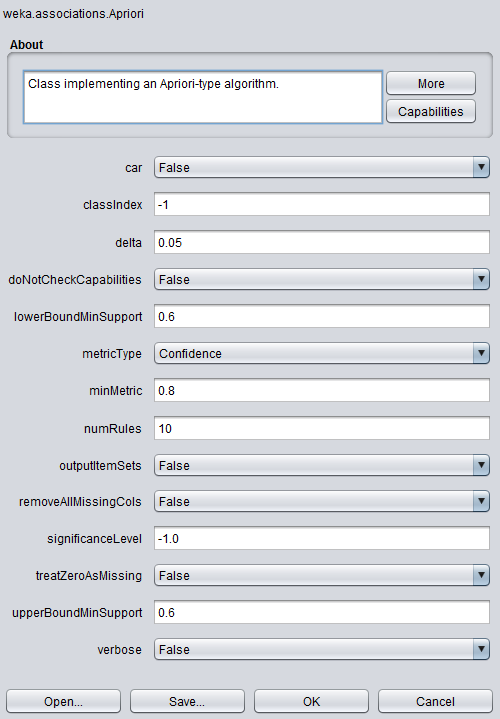 weka.associations.Apriori
About
Class implementing an Apriori-type algorithm.
More
Capabilities
car False
classIndex -1
delta 0.05
doNotCheckCapabilities False
lowerBoundMinSupport 0.6
metricType Confidence
minMetric 0.8
numRules 10
outputItemSets False
removeAllMissingCols False
significanceLevel -1.0
treatZeroAsMissing False
upperBoundMinSupport 0.6
verbose False
Open... Save... OK Cancel